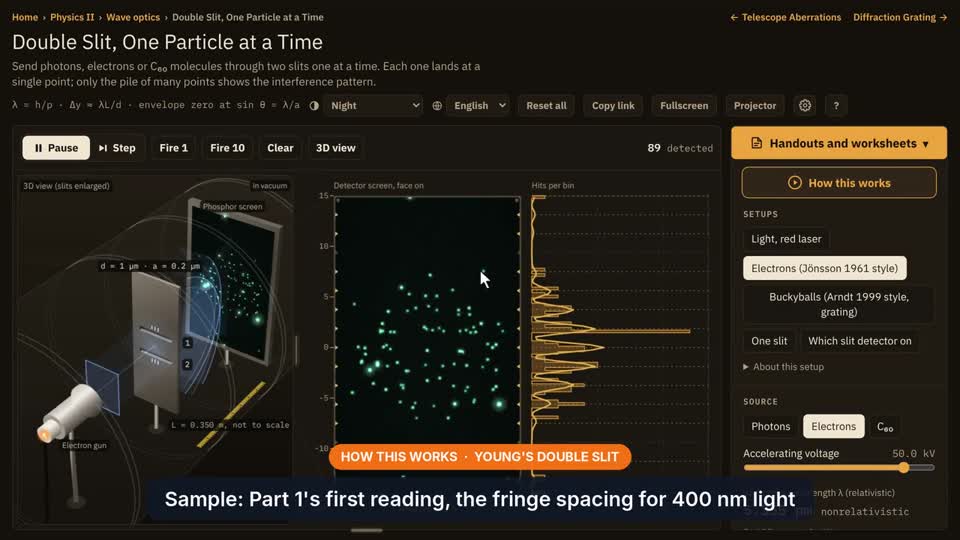 Home › Physics II › Wave optics › Double Slit, One Particle at a Time
← Telescope Aberrations Diffraction Grating →
Double Slit, One Particle at a Time
Send photons, electrons or C₆₀ molecules through two slits one at a time. Each one lands at a
single point; only the pile of many points shows the interference pattern.
λ = h/p · Δy ≈ λL/d · envelope zero at sin θ = λ/a
Night
English
Reset all
Copy link
Fullscreen
Projector
?
Pause
Step
Fire 1
Fire 10
Clear
3D view
89 detected
3D view (slits enlarged)
in vacuum
Phosphor screen
d = 1 µm · a = 0.2 µm
1
2
L = 0.350 m, not to scale
Electron gun
Detector screen, face on
15
10
5
0
-5
-10
Hits per bin
Handouts and worksheets ▾
How this works
SETUPS
Light, red laser
Electrons (Jönsson 1961 style)
Buckyballs (Arndt 1999 style,
grating)
One slit
Which slit detector on
▶ About this setup
SOURCE
Photons
Electrons
C₆₀
Accelerating voltage 50.0 kV
length λ (relativistic)
nonrelativistic
HOW THIS WORKS · YOUNG'S DOUBLE SLIT
Sample: Part 1's first reading, the fringe spacing for 400 nm light